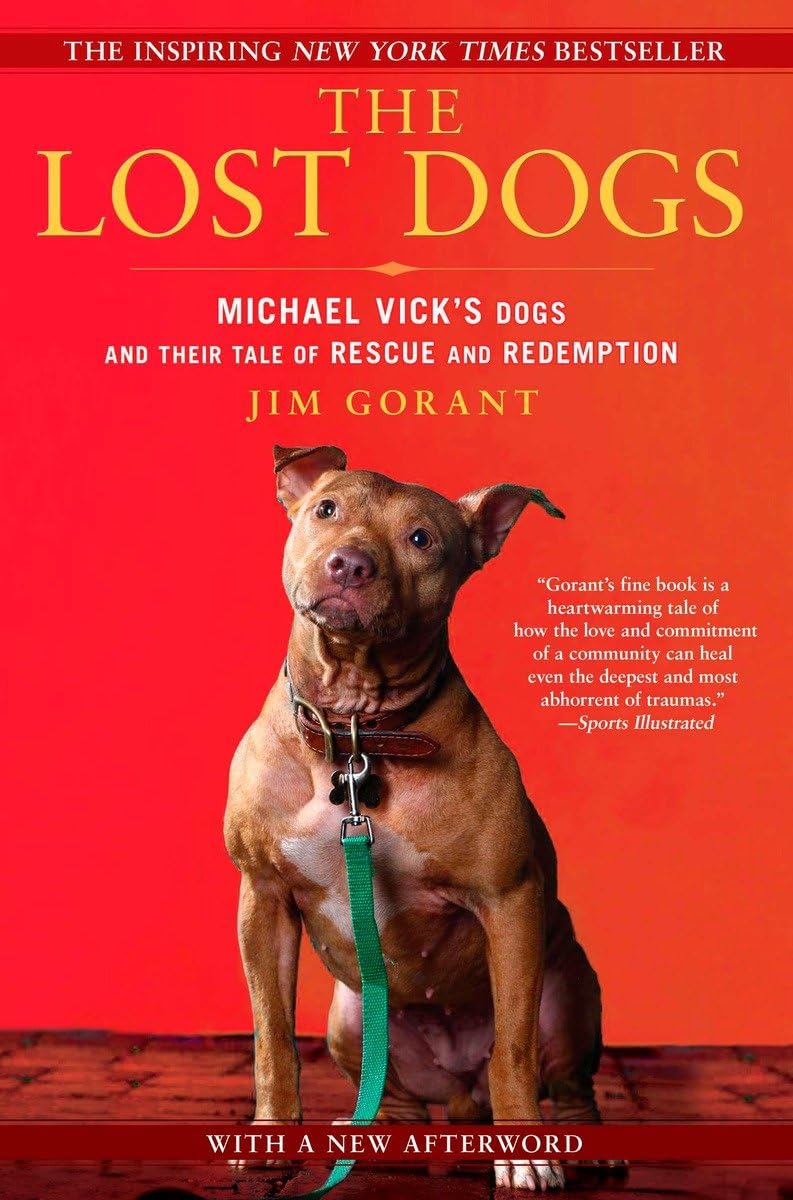 THE INSPIRING NEW YORK TIMES BESTSELLER
THE
LOST DOGS
MICHAEL VICK'S DOGS
AND THEIR TALE OF RESCUE AND REDEMPTION
JIM GORANT
“Gorant's fine book is a
heartwarming tale of
how the love and commitment
of a community can heal
even the deepest and most
abhorrent of traumas.”
—Sports Illustrated
WITH A NEW AFTERWORD